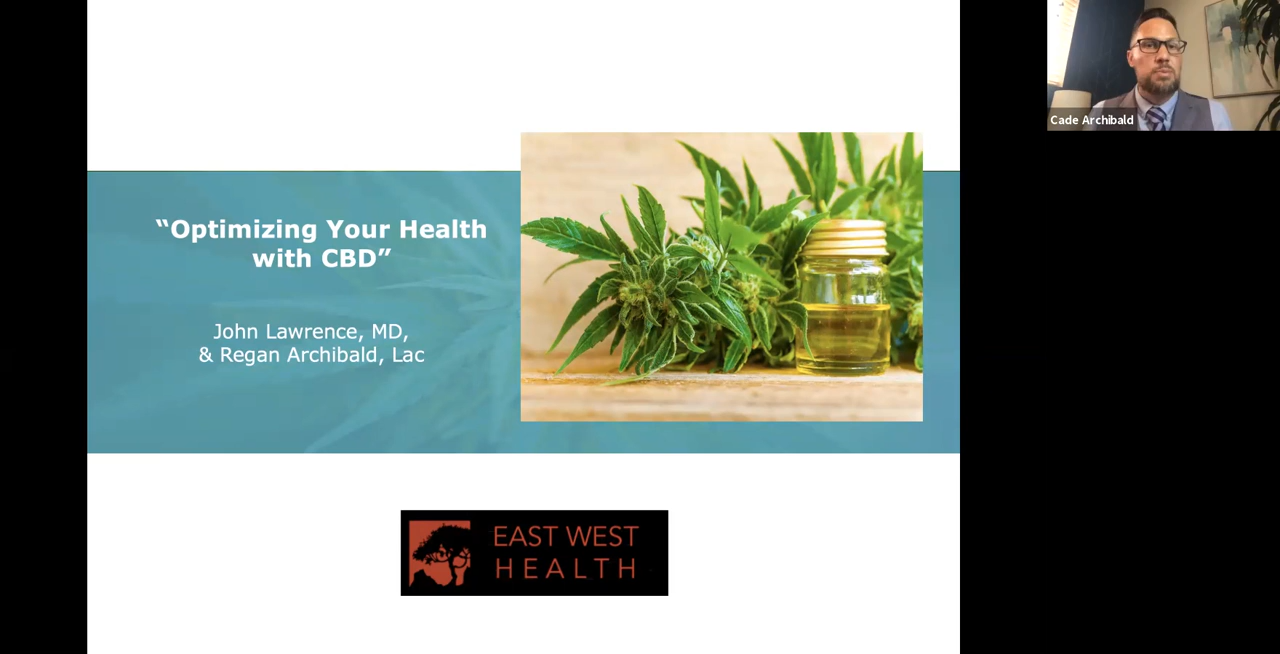 “Optimizing Your Health
with CBD”
John Lawrence, MD,
& Regan Archibald, Lac
EAST WEST
HEALTH
Cade Archibald